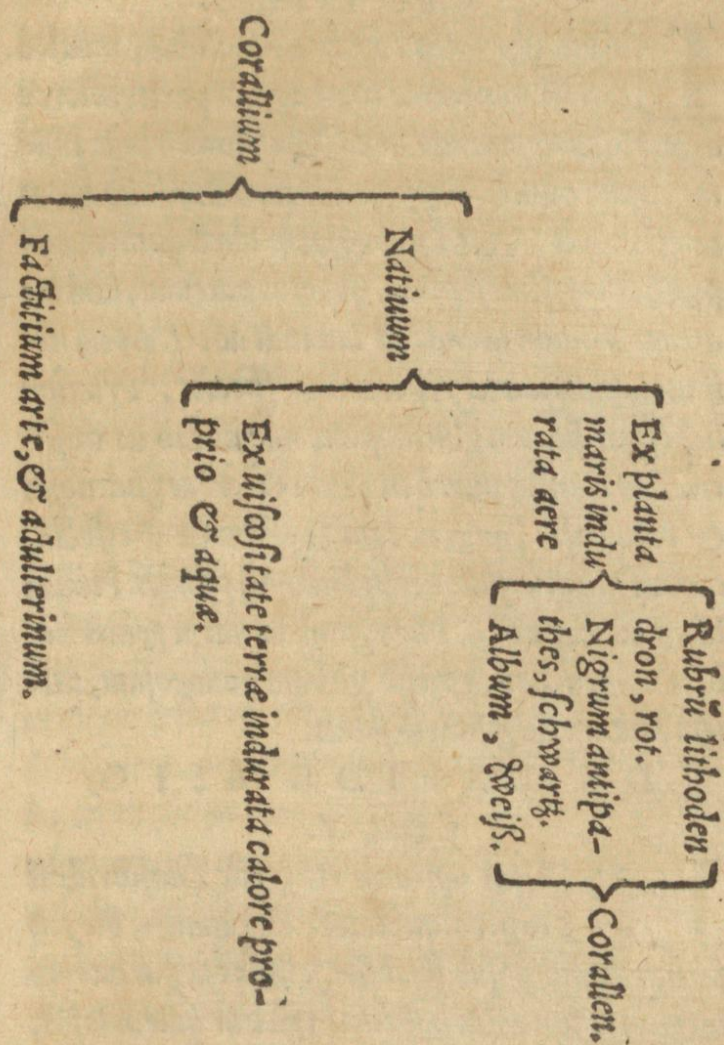 Corallium
Natiuum
Ex planta
maris indu
rata aere
Rubrū lithoden
dron, rot.
Nigrum antipa-
thes, ſchwartz.
Album, weiß.
Corallen.
Ex uiſcoſitate terræ indurata calore pro-
prio & aquæ.
Factitium arte, & adulterinum.